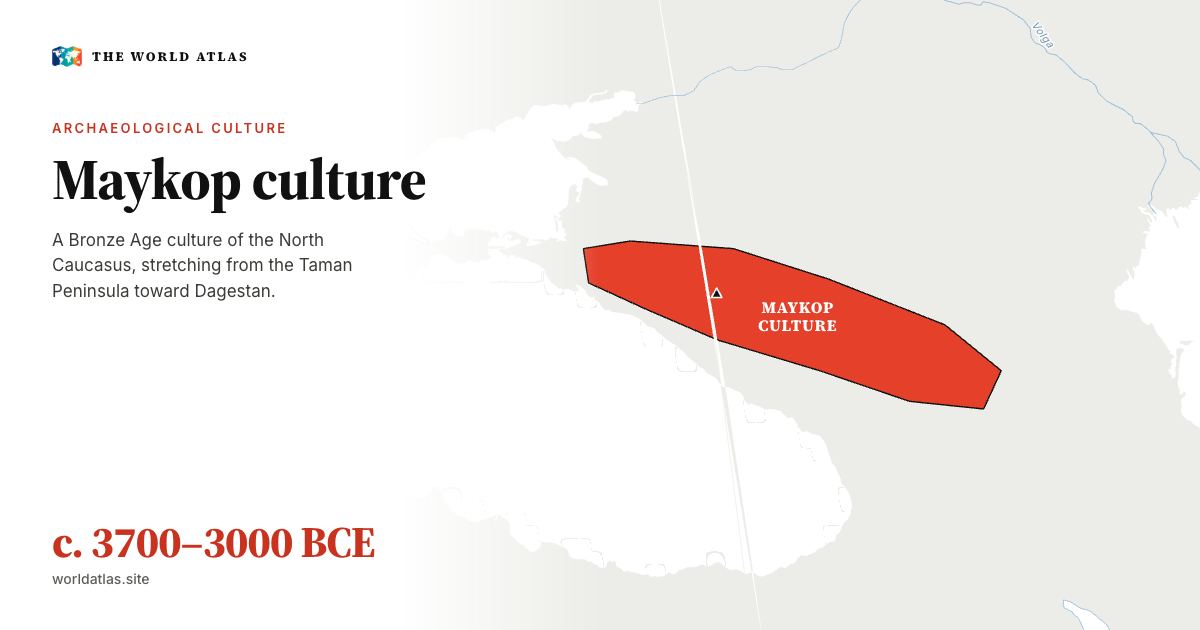 THE WORLD ATLAS
ARCHAEOLOGICAL CULTURE
Maykop culture
A Bronze Age culture of the North
Caucasus, stretching from the Taman
Peninsula toward Dagestan.
c. 3700–3000 BCE
worldatlas.site
Volga
MAYKOP
CULTURE